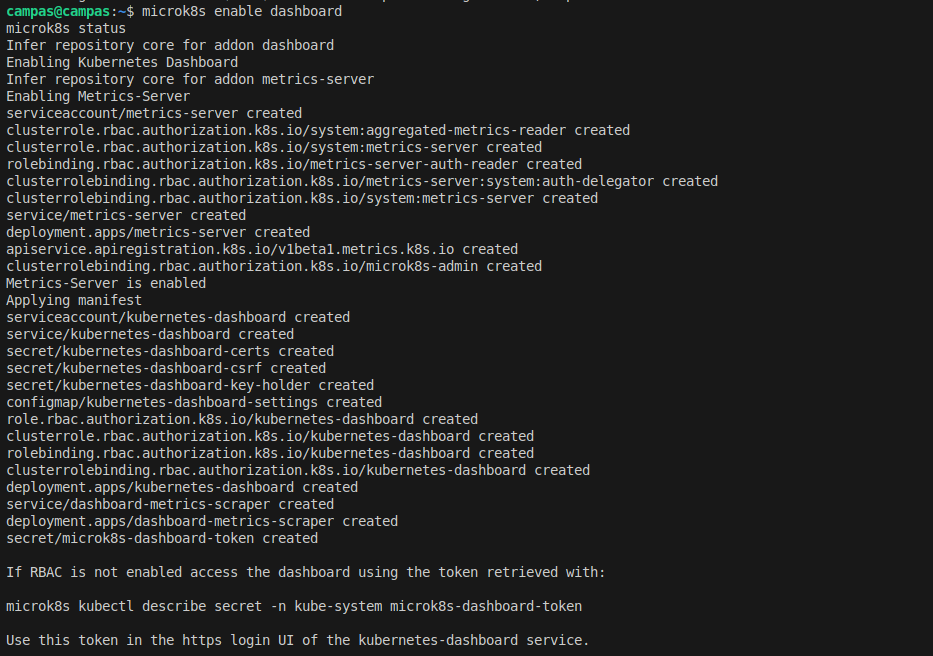 campas@campas:~$ microk8s enable dashboard
microk8s status
Infer repository core for addon dashboard
Enabling Kubernetes Dashboard
Infer repository core for addon metrics-server
Enabling Metrics-Server
serviceaccount/metrics-server created
clusterrole.rbac.authorization.k8s.io/system:aggregated-metrics-reader created
clusterrole.rbac.authorization.k8s.io/system:metrics-server created
rolebinding.rbac.authorization.k8s.io/metrics-server-auth-reader created
clusterrolebinding.rbac.authorization.k8s.io/metrics-server:system:auth-delegator created
clusterrolebinding.rbac.authorization.k8s.io/system:metrics-server created
service/metrics-server created
deployment.apps/metrics-server created
apiservice.apiregistration.k8s.io/v1beta1.metrics.k8s.io created
clusterrolebinding.rbac.authorization.k8s.io/microk8s-admin created
Metrics-Server is enabled
Applying manifest
serviceaccount/kubernetes-dashboard created
service/kubernetes-dashboard created
secret/kubernetes-dashboard-certs created
secret/kubernetes-dashboard-csrf created
secret/kubernetes-dashboard-key-holder created
configmap/kubernetes-dashboard-settings created
role.rbac.authorization.k8s.io/kubernetes-dashboard created
clusterrole.rbac.authorization.k8s.io/kubernetes-dashboard created
rolebinding.rbac.authorization.k8s.io/kubernetes-dashboard created
clusterrolebinding.rbac.authorization.k8s.io/kubernetes-dashboard created
deployment.apps/kubernetes-dashboard created
service/dashboard-metrics-scraper created
deployment.apps/dashboard-metrics-scraper created
secret/microk8s-dashboard-token created

If RBAC is not enabled access the dashboard using the token retrieved with:

microk8s kubectl describe secret -n kube-system microk8s-dashboard-token

Use this token in the https login UI of the kubernetes-dashboard service.